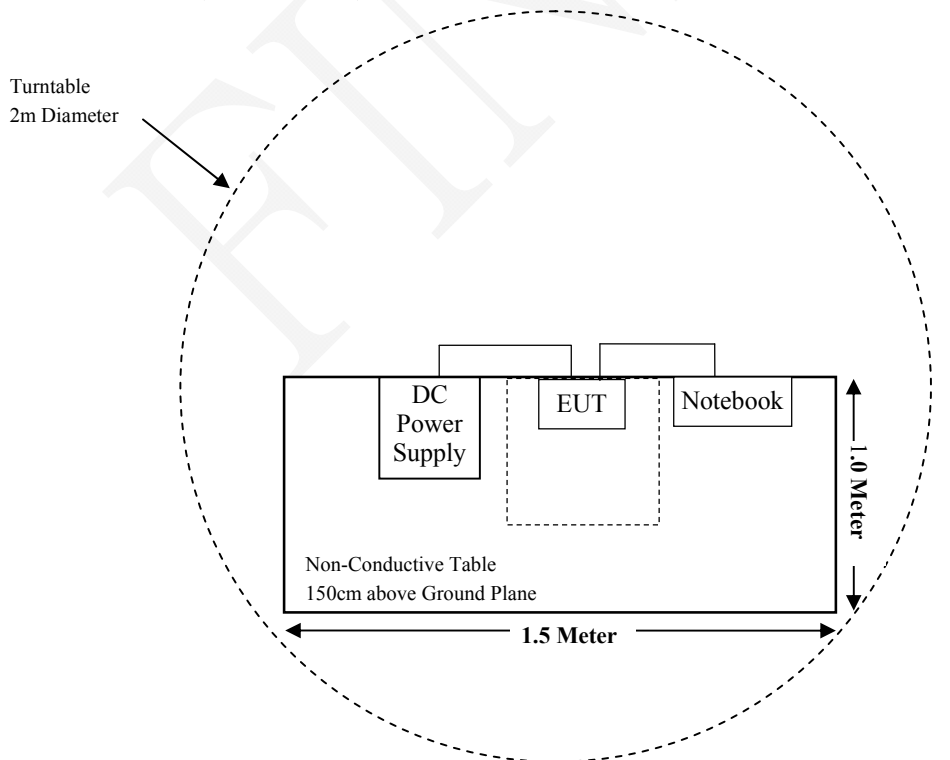 Turntable
2m Diameter
DC
Power
Supply
EUT
Notebook
1.0 Meter
Non-Conductive Table
150cm above Ground Plane
1.5 Meter